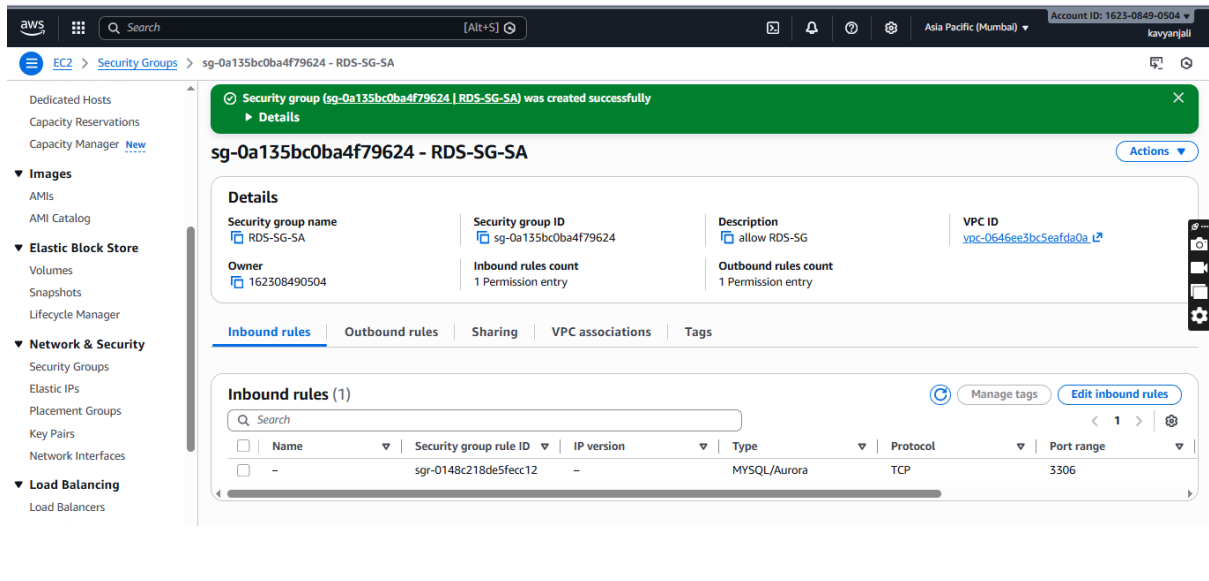 aws Search [Alt+S] Asia Pacific (Mumbai) ▼ Account ID: 1623-0849-0504 ▼
kavyanjali
EC2 > Security Groups > sg-0a135bc0ba4f79624 - RDS-SG-SA
Dedicated Hosts
Capacity Reservations
Capacity Manager New
▼ Images
AMIs
AMI Catalog
▼ Elastic Block Store
Volumes
Snapshots
Lifecycle Manager
▼ Network & Security
Security Groups
Elastic IPs
Placement Groups
Key Pairs
Network Interfaces
▼ Load Balancing
Load Balancers
Security group (sg-0a135bc0ba4f79624 | RDS-SG-SA) was created successfully
▶ Details
sg-0a135bc0ba4f79624 - RDS-SG-SA Actions ▼
Details
Security group name Security group ID Description VPC ID
RDS-SG-SA sg-0a135bc0ba4f79624 allow RDS-SG vpc-0646ee3bc5eafda0a
Owner Inbound rules count Outbound rules count
162308490504 1 Permission entry 1 Permission entry
Inbound rules Outbound rules Sharing VPC associations Tags
Inbound rules (1) Manage tags Edit inbound rules
Search < 1 >
Name Security group rule ID IP version Type Protocol Port range
– sgr-0148c218de5fecc12 – MYSQL/Aurora TCP 3306